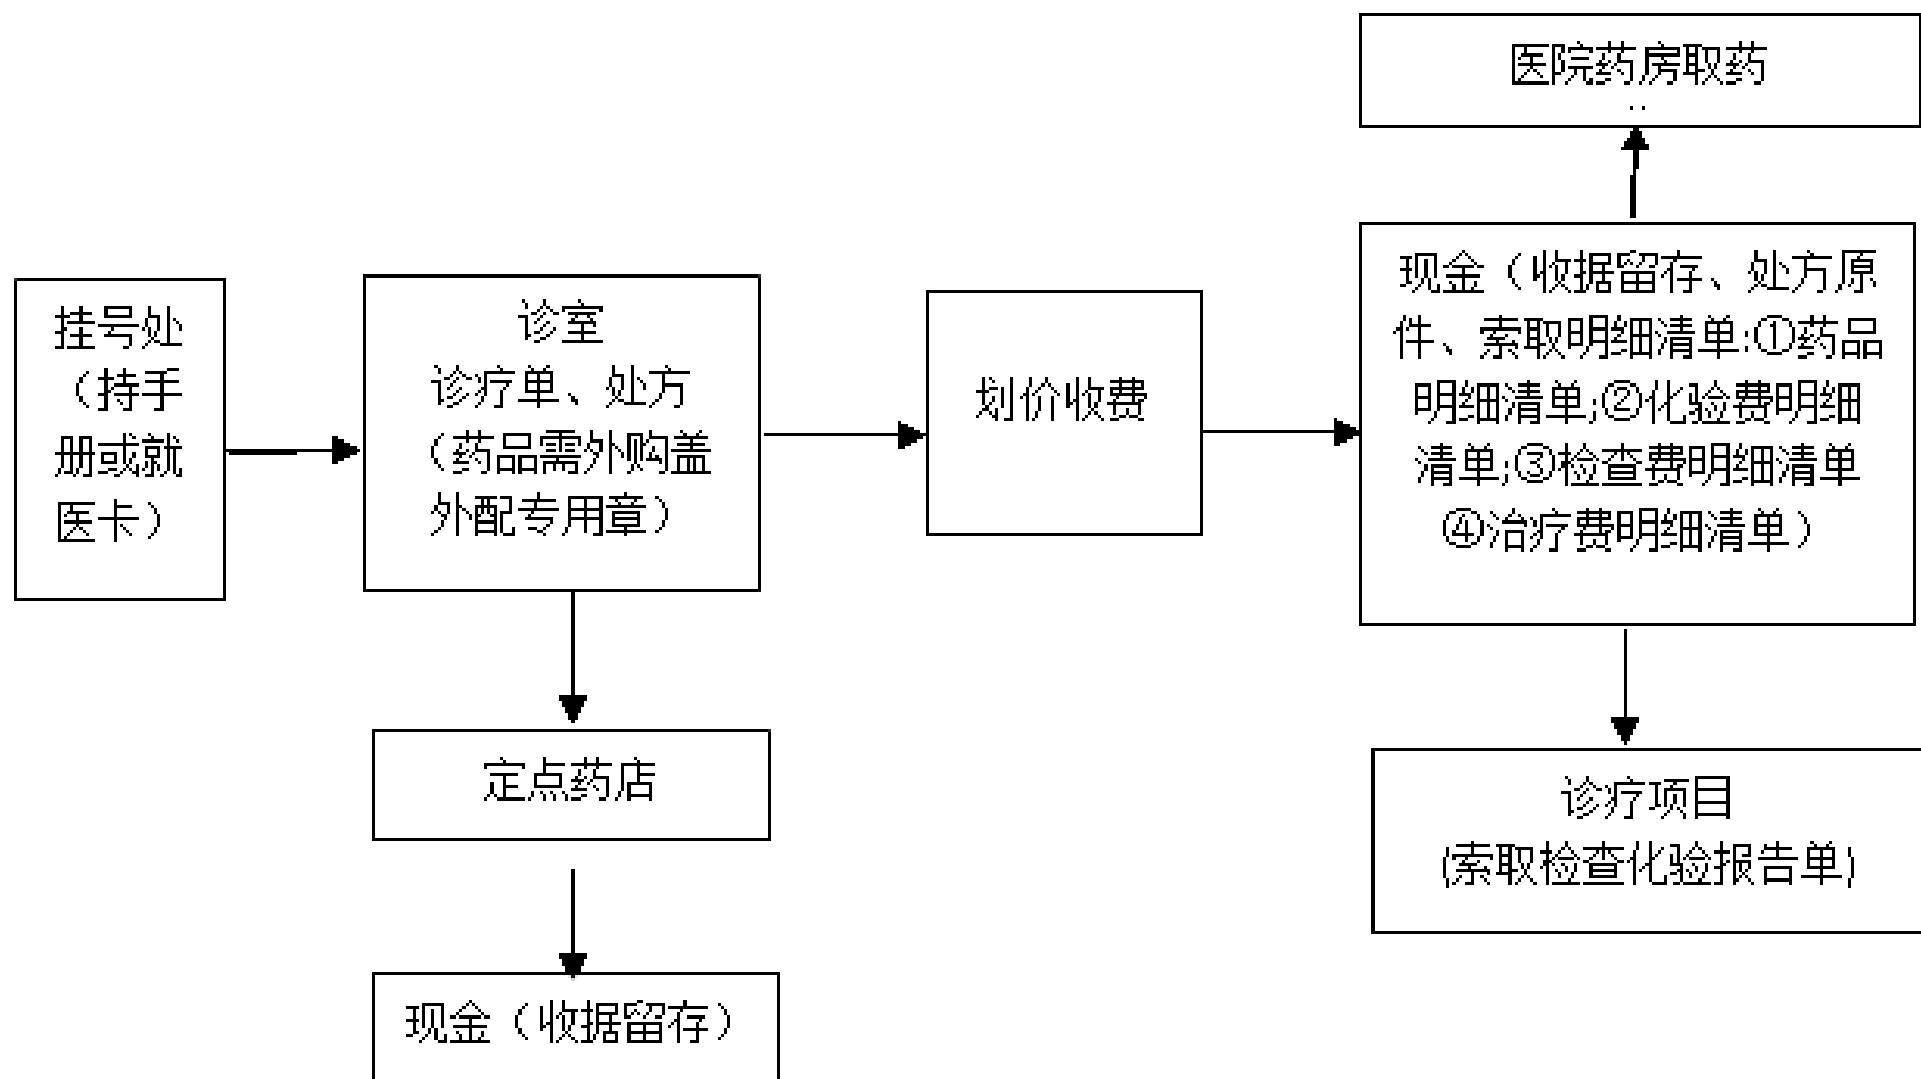 医院药房取药
挂号处
（持手
册或就
医卡）
诊室
诊疗单、处方
（药品需外购盖
外配专用章）
划价收费
现金（收据留存、处方原
件、索取明细清单:①药品
明细清单;②化验费明细
清单;③检查费明细清单
④治疗费明细清单）
定点药店
诊疗项目
(索取检查化验报告单)
现金（收据留存）